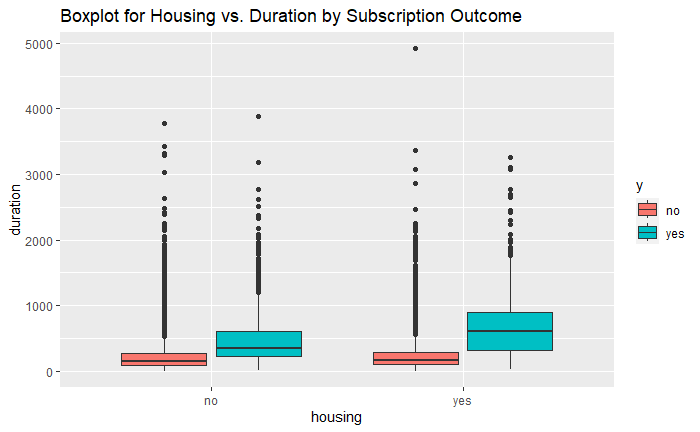 Boxplot for Housing vs. Duration by Subscription Outcome
5000
4000
3000
2000
1000
0
duration
no yes
housing
y
no
yes